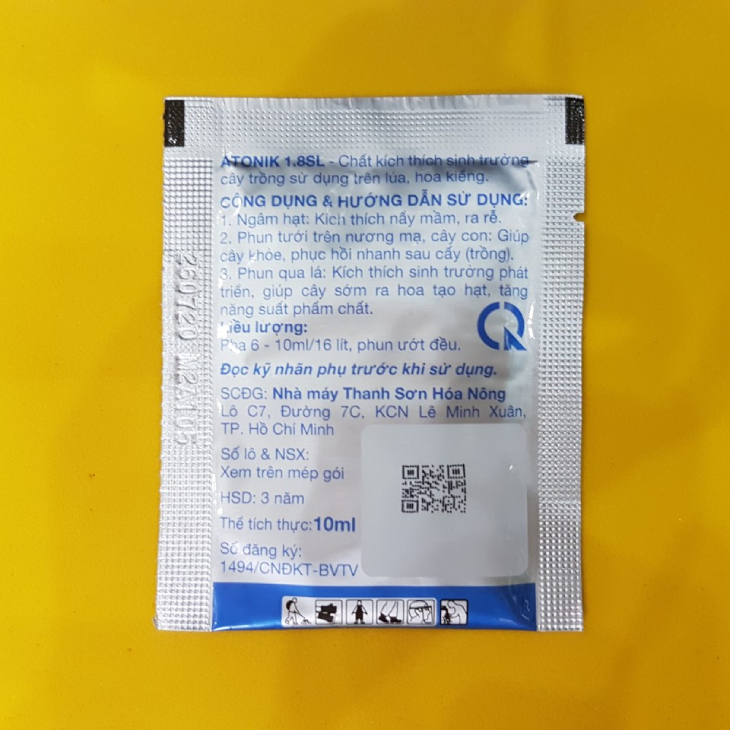 ATONIK 1.8SL - Chất kích thích sinh trưởng
cây trồng sử dụng trên lúa, hoa kiểng.
CÔNG DỤNG & HƯỚNG DẪN SỬ DỤNG:
1. Ngâm hạt: Kích thích nẩy mầm, ra rễ.
2. Phun tưới trên nương mạ, cây con: Giúp
cây khỏe, phục hồi nhanh sau cấy (trồng).
3. Phun qua lá: Kích thích sinh trưởng phát
triển, giúp cây sớm ra hoa tạo hạt, tăng
năng suất phẩm chất.
Liều lượng:
Pha 6 - 10ml/16 lít, phun ướt đều.
Đọc kỹ nhãn phụ trước khi sử dụng.
SCĐG: Nhà máy Thanh Sơn Hóa Nông
Lô C7, Đường 7C, KCN Lê Minh Xuân,
TP. Hồ Chí Minh
Số lô & NSX:
Xem trên mép gói
HSD: 3 năm
Thể tích thực: 10ml
Số đăng ký:
1494/CNĐKT-BVTV
260720